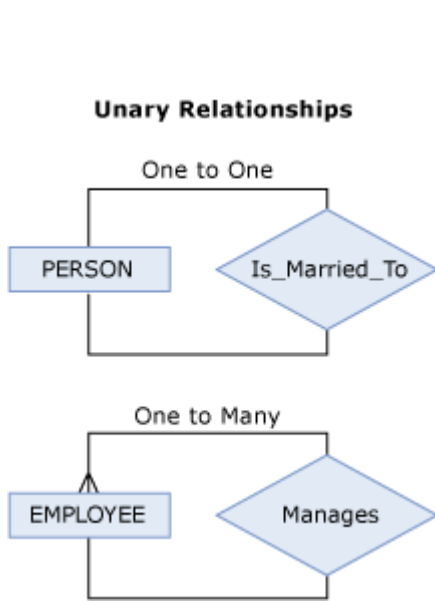 Unary Relationships
One to One
PERSON
Is_Married_To
One to Many
EMPLOYEE
Manages